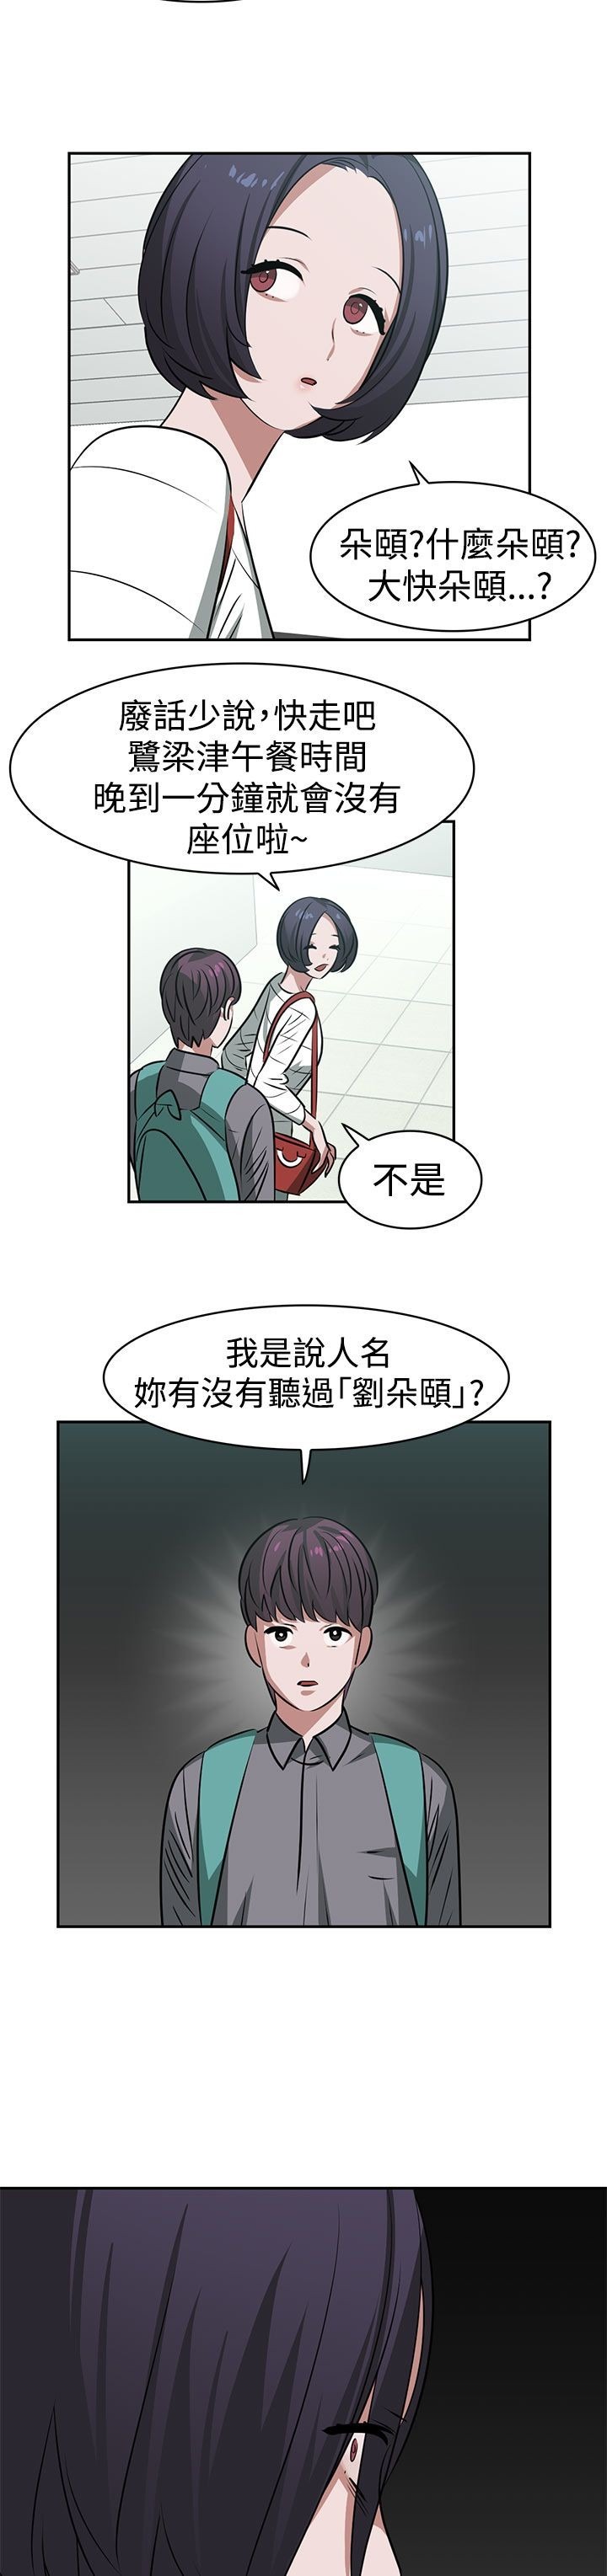 朵頤?什麼朵頤?
大快朵頤...?
廢話少說,快走吧
鷺梁津午餐時間
晚到一分鐘就會沒有
座位啦~
不是
我是說人名
妳有沒有聽過「劉朵頤」?